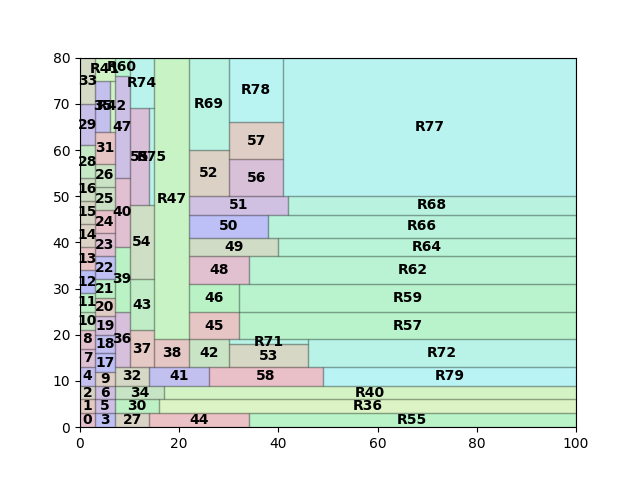 80
R41 R60
33 R74
R78
R69
70
35 R42
29 47 R77
57
31
60
28 R75
52
26 56
16
50 25 R47
15 40 51 R68
24 50 R66
14
23 54 49 R64
40
13
22 48 R62
12 39
30 21
11 46 R59
20 43
10
20 19 45 R57
8 36
18 R71
37 38 42 53 R72
7
17
4 32 41 58 R79
10 9
2 6 34 R40
1 5 30 R36
0 3 27 44 R55
0
0 20 40 60 80 100